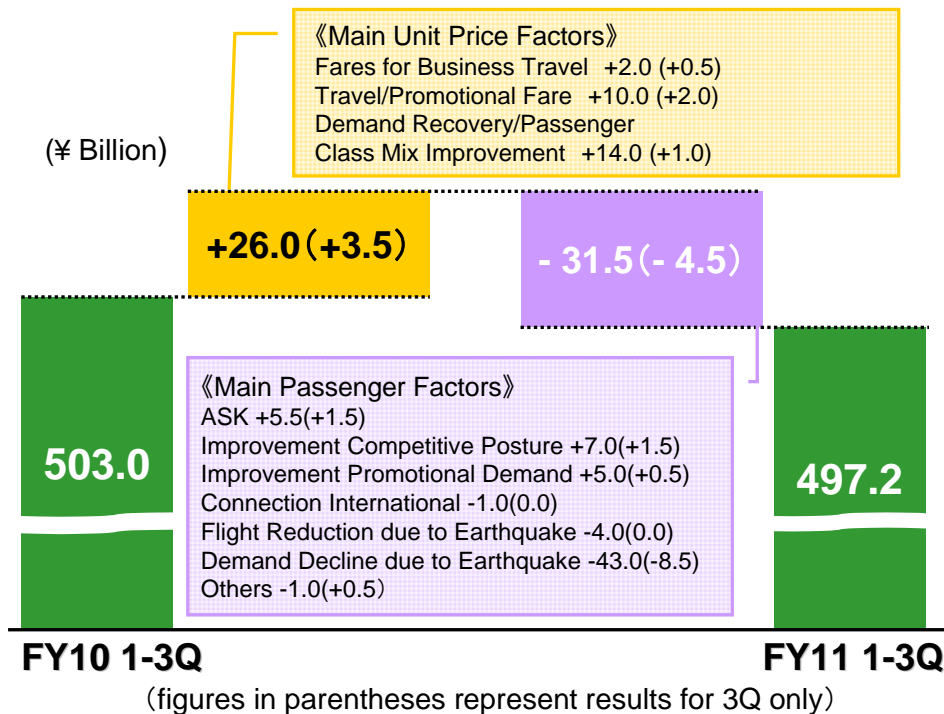 《Main Unit Price Factors》
Fares for Business Travel +2.0 (+0.5)
Travel/Promotional Fare +10.0 (+2.0)
Demand Recovery/Passenger
Class Mix Improvement +14.0 (+1.0)
(¥ Billion)
+26.0(+3.5)
- 31.5(- 4.5)
《Main Passenger Factors》
ASK +5.5(+1.5)
Improvement Competitive Posture +7.0(+1.5)
Improvement Promotional Demand +5.0(+0.5)
Connection International -1.0(0.0)
Flight Reduction due to Earthquake -4.0(0.0)
Demand Decline due to Earthquake -43.0(-8.5)
Others -1.0(+0.5)
503.0
497.2
FY10 1-3Q
FY11 1-3Q
(figures in parentheses represent results for 3Q only)